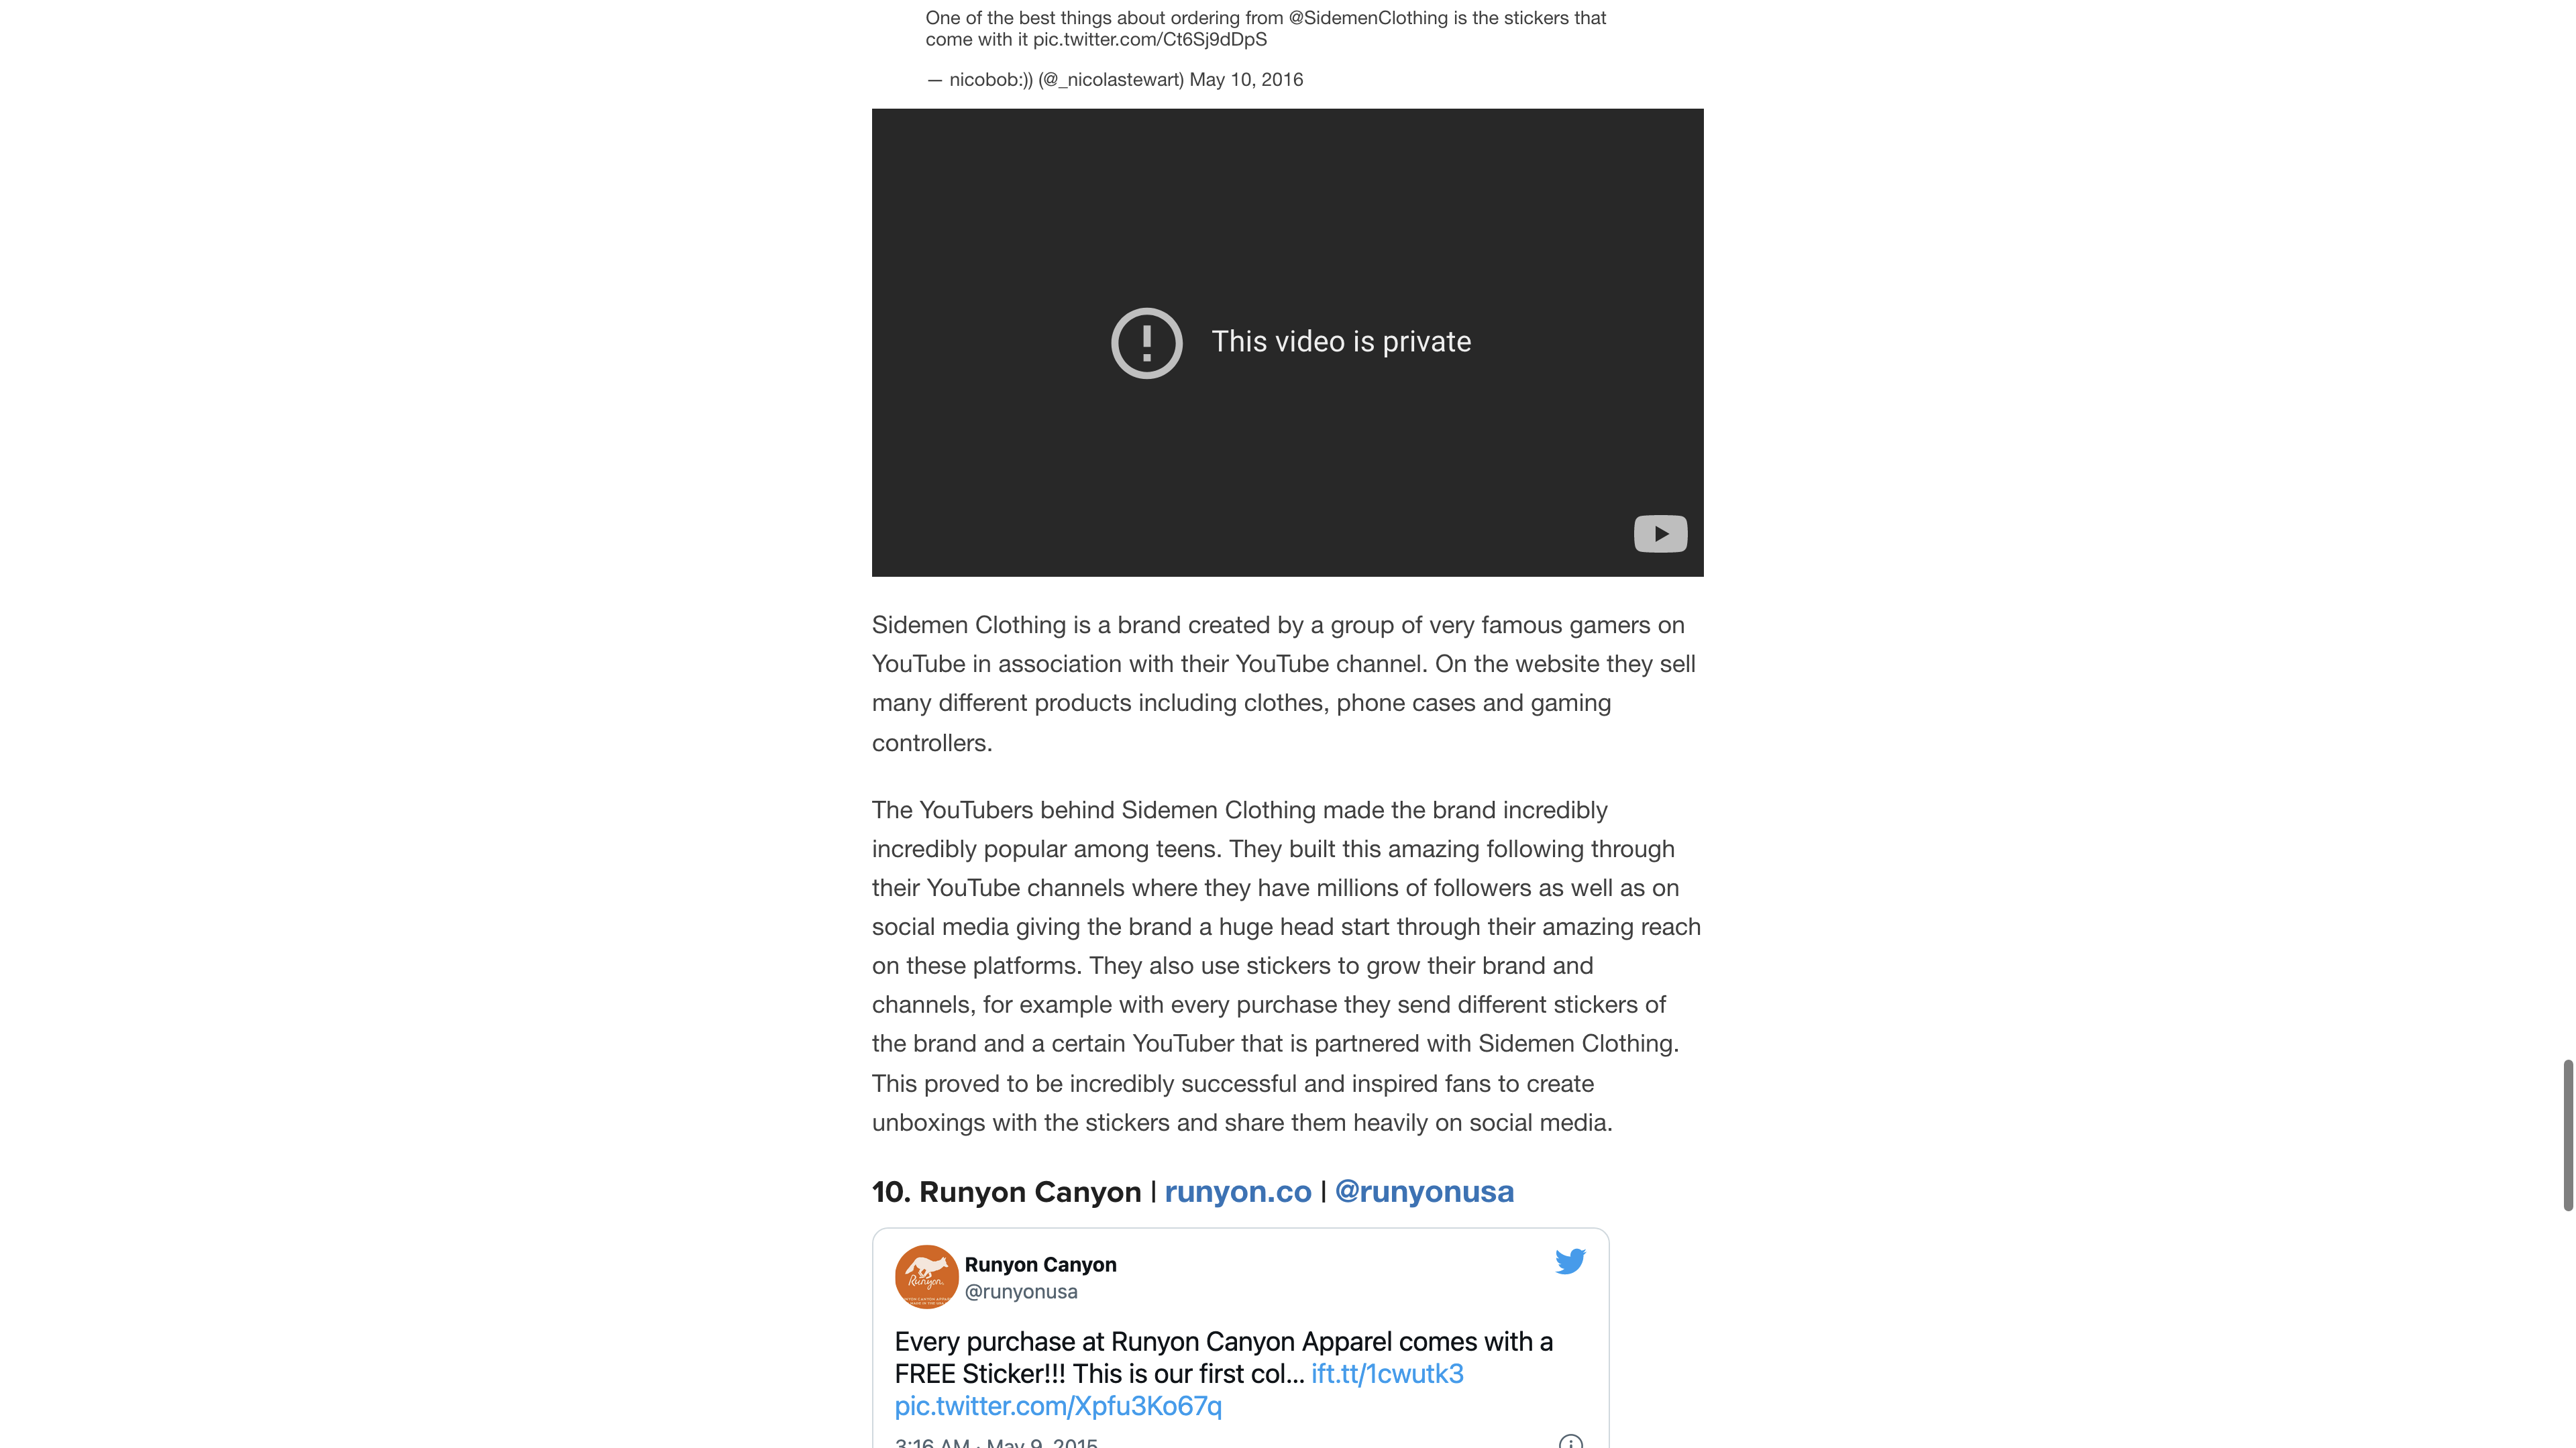 One of the best things about ordering from @SidemenClothing is the stickers that
come with it pic.twitter.com/Ct6Sj9dDpS
— nicobob:)) (@_nicolastewart) May 10, 2016
This video is private
Sidemen Clothing is a brand created by a group of very famous gamers on
YouTube in association with their YouTube channel. On the website they sell
many different products including clothes, phone cases and gaming
controllers.
The YouTubers behind Sidemen Clothing made the brand incredibly
incredibly popular among teens. They built this amazing following through
their YouTube channels where they have millions of followers as well as on
social media giving the brand a huge head start through their amazing reach
on these platforms. They also use stickers to grow their brand and
channels, for example with every purchase they send different stickers of
the brand and a certain YouTuber that is partnered with Sidemen Clothing.
This proved to be incredibly successful and inspired fans to create
unboxings with the stickers and share them heavily on social media.
10. Runyon Canyon | runyon.co | @runyonusa
Runyon
Runyon Canyon
@runyonusa
Every purchase at Runyon Canyon Apparel comes with a
FREE Sticker!!! This is our first col... ift.tt/1cwutk3
pic.twitter.com/Xpfu3Ko67q
3:16 AM · May 9, 2015